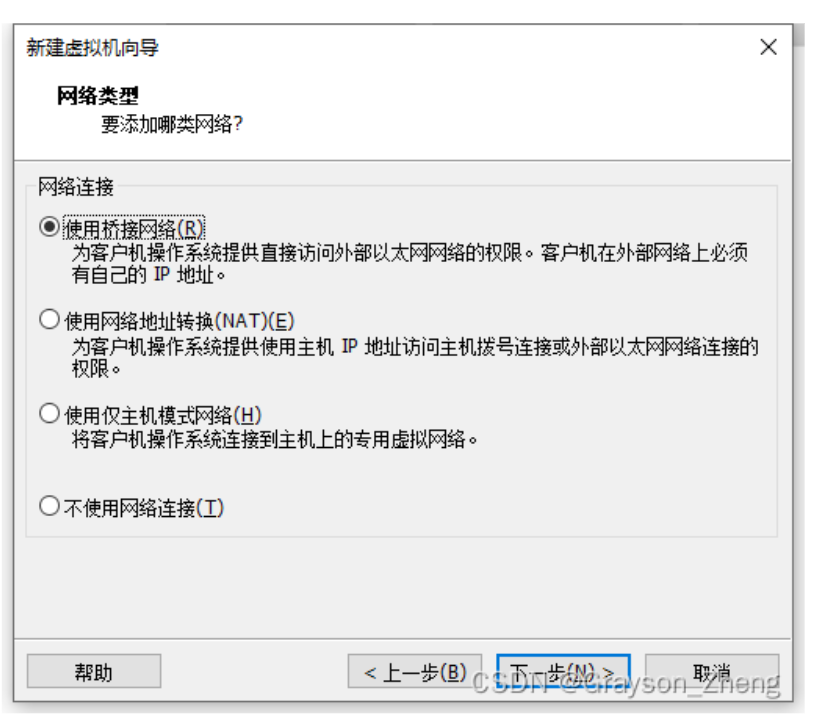 新建虚拟机向导
网络类型
要添加哪类网络?
网络连接
使用桥接网络(R)
为客户机操作系统提供直接访问外部以太网网络的权限。客户机在外部网络上必须
有自己的 IP 地址。
使用网络地址转换(NAT)(E)
为客户机操作系统提供使用主机 IP 地址访问主机拨号连接或外部以太网网络连接的
权限。
使用仅主机模式网络(H)
将客户机操作系统连接到主机上的专用虚拟网络。
不使用网络连接(T)
帮助
< 上一步(B)
下一步(N) >
取消
CSDN @Grayson_Zheng